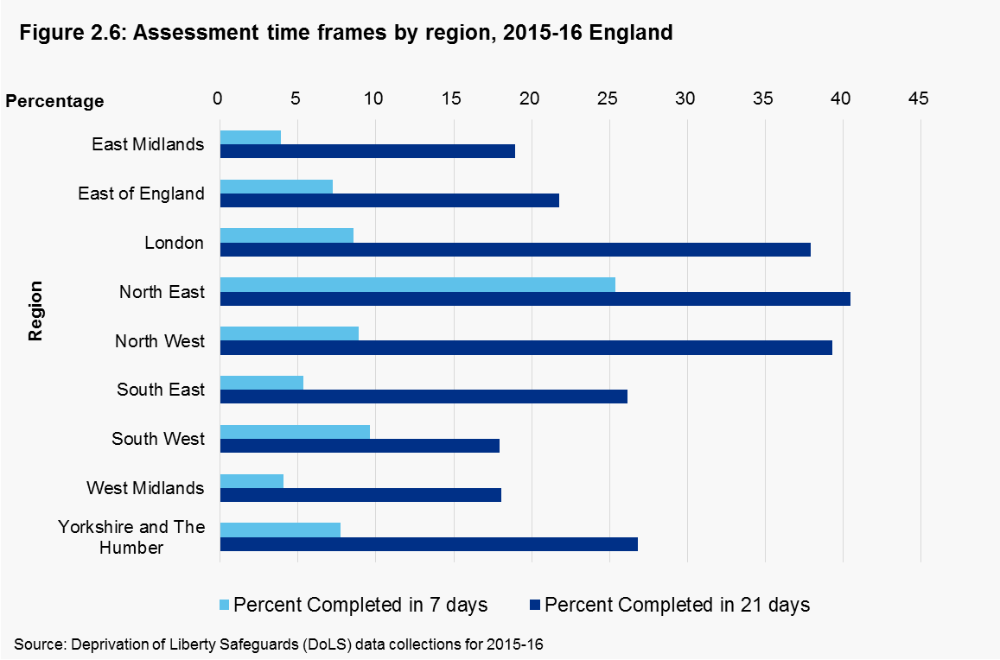 Figure 2.6: Assessment time frames by region, 2015-16 England
Percentage
0 5 10 15 20 25 30 35 40 45
Region
East Midlands
East of England
London
North East
North West
South East
South West
West Midlands
Yorkshire and The
Humber
Percent Completed in 7 days Percent Completed in 21 days
Source: Deprivation of Liberty Safeguards (DoLS) data collections for 2015-16